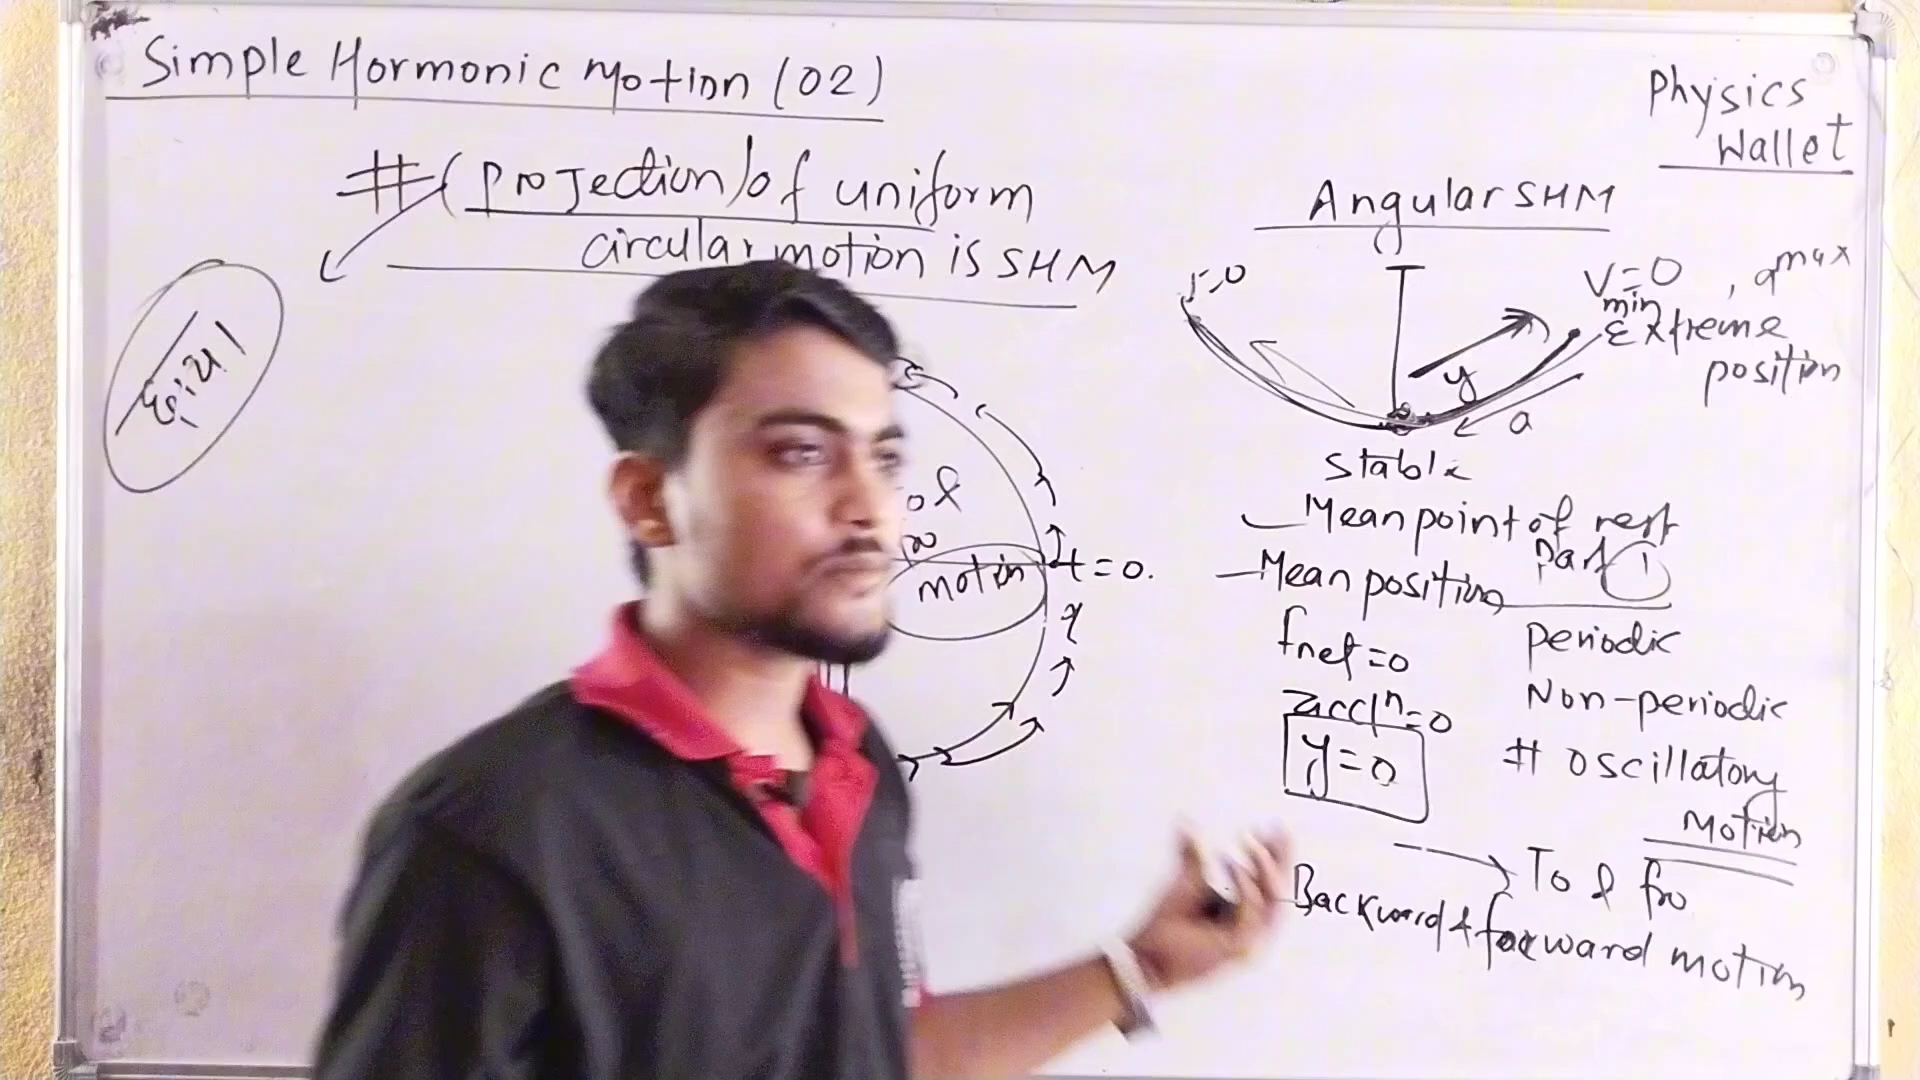 Simple Hormonic Motion (02)
Physics
Wallet
# (Projection) of uniform
circular motion is SHM
छाया
Angular SHM
V=0
V=0 , amax
min
Extreme
position
y
a
Stable
Mean point of rest
Part 1
Mean position
t=0.
motion
fnet=0
accln=0
y=0
Periodic
Non-periodic
# Oscillatory
Motion
To & fro
Backward & forward motion